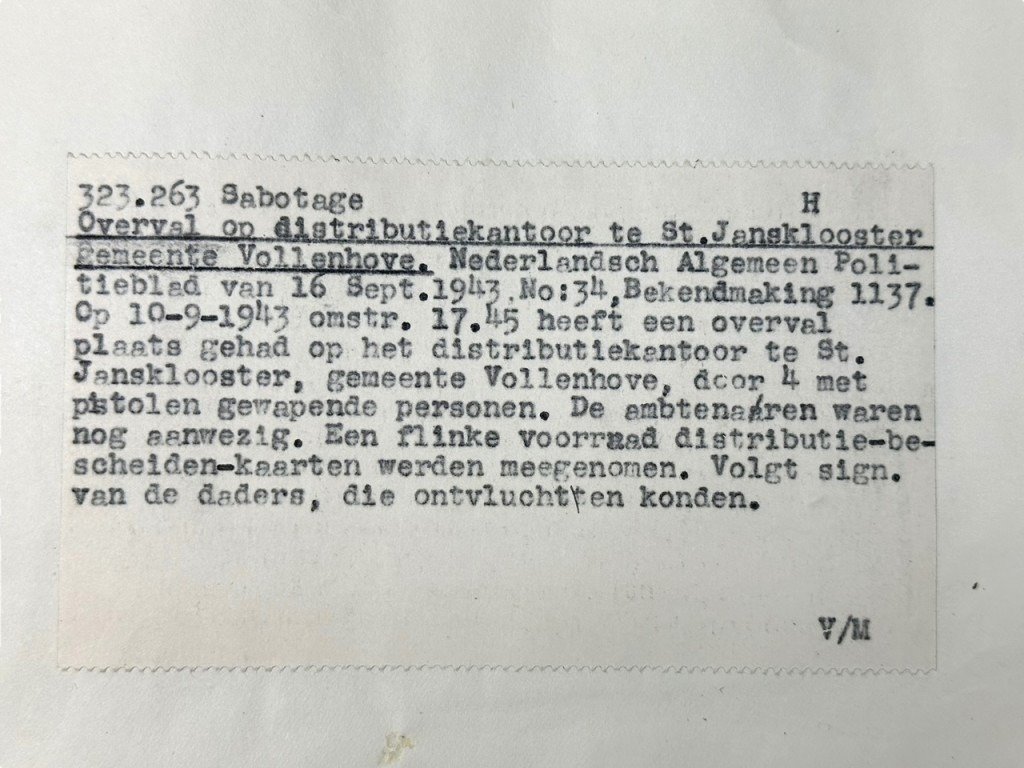 323.263 Sabotage H
Overval op distributiekantoor te St.Jansklooster
gemeente Vollenhove. Nederlandsch Algemeen Poli-
tieblad van 16 Sept.1943.No:34,Bekendmaking 1137.
Op 10-9-1943 omstr. 17.45 heeft een overval
plaats gehad op het distributiekantoor te St.
Jansklooster, gemeente Vollenhove, door 4 met
pistolen gewapende personen. De ambtenaren waren
nog aanwezig. Een flinke voorraad distributie-be-
scheiden-kaarten werden meegenomen. Volgt sign.
van de daders, die ontvluchtten konden.
V/M